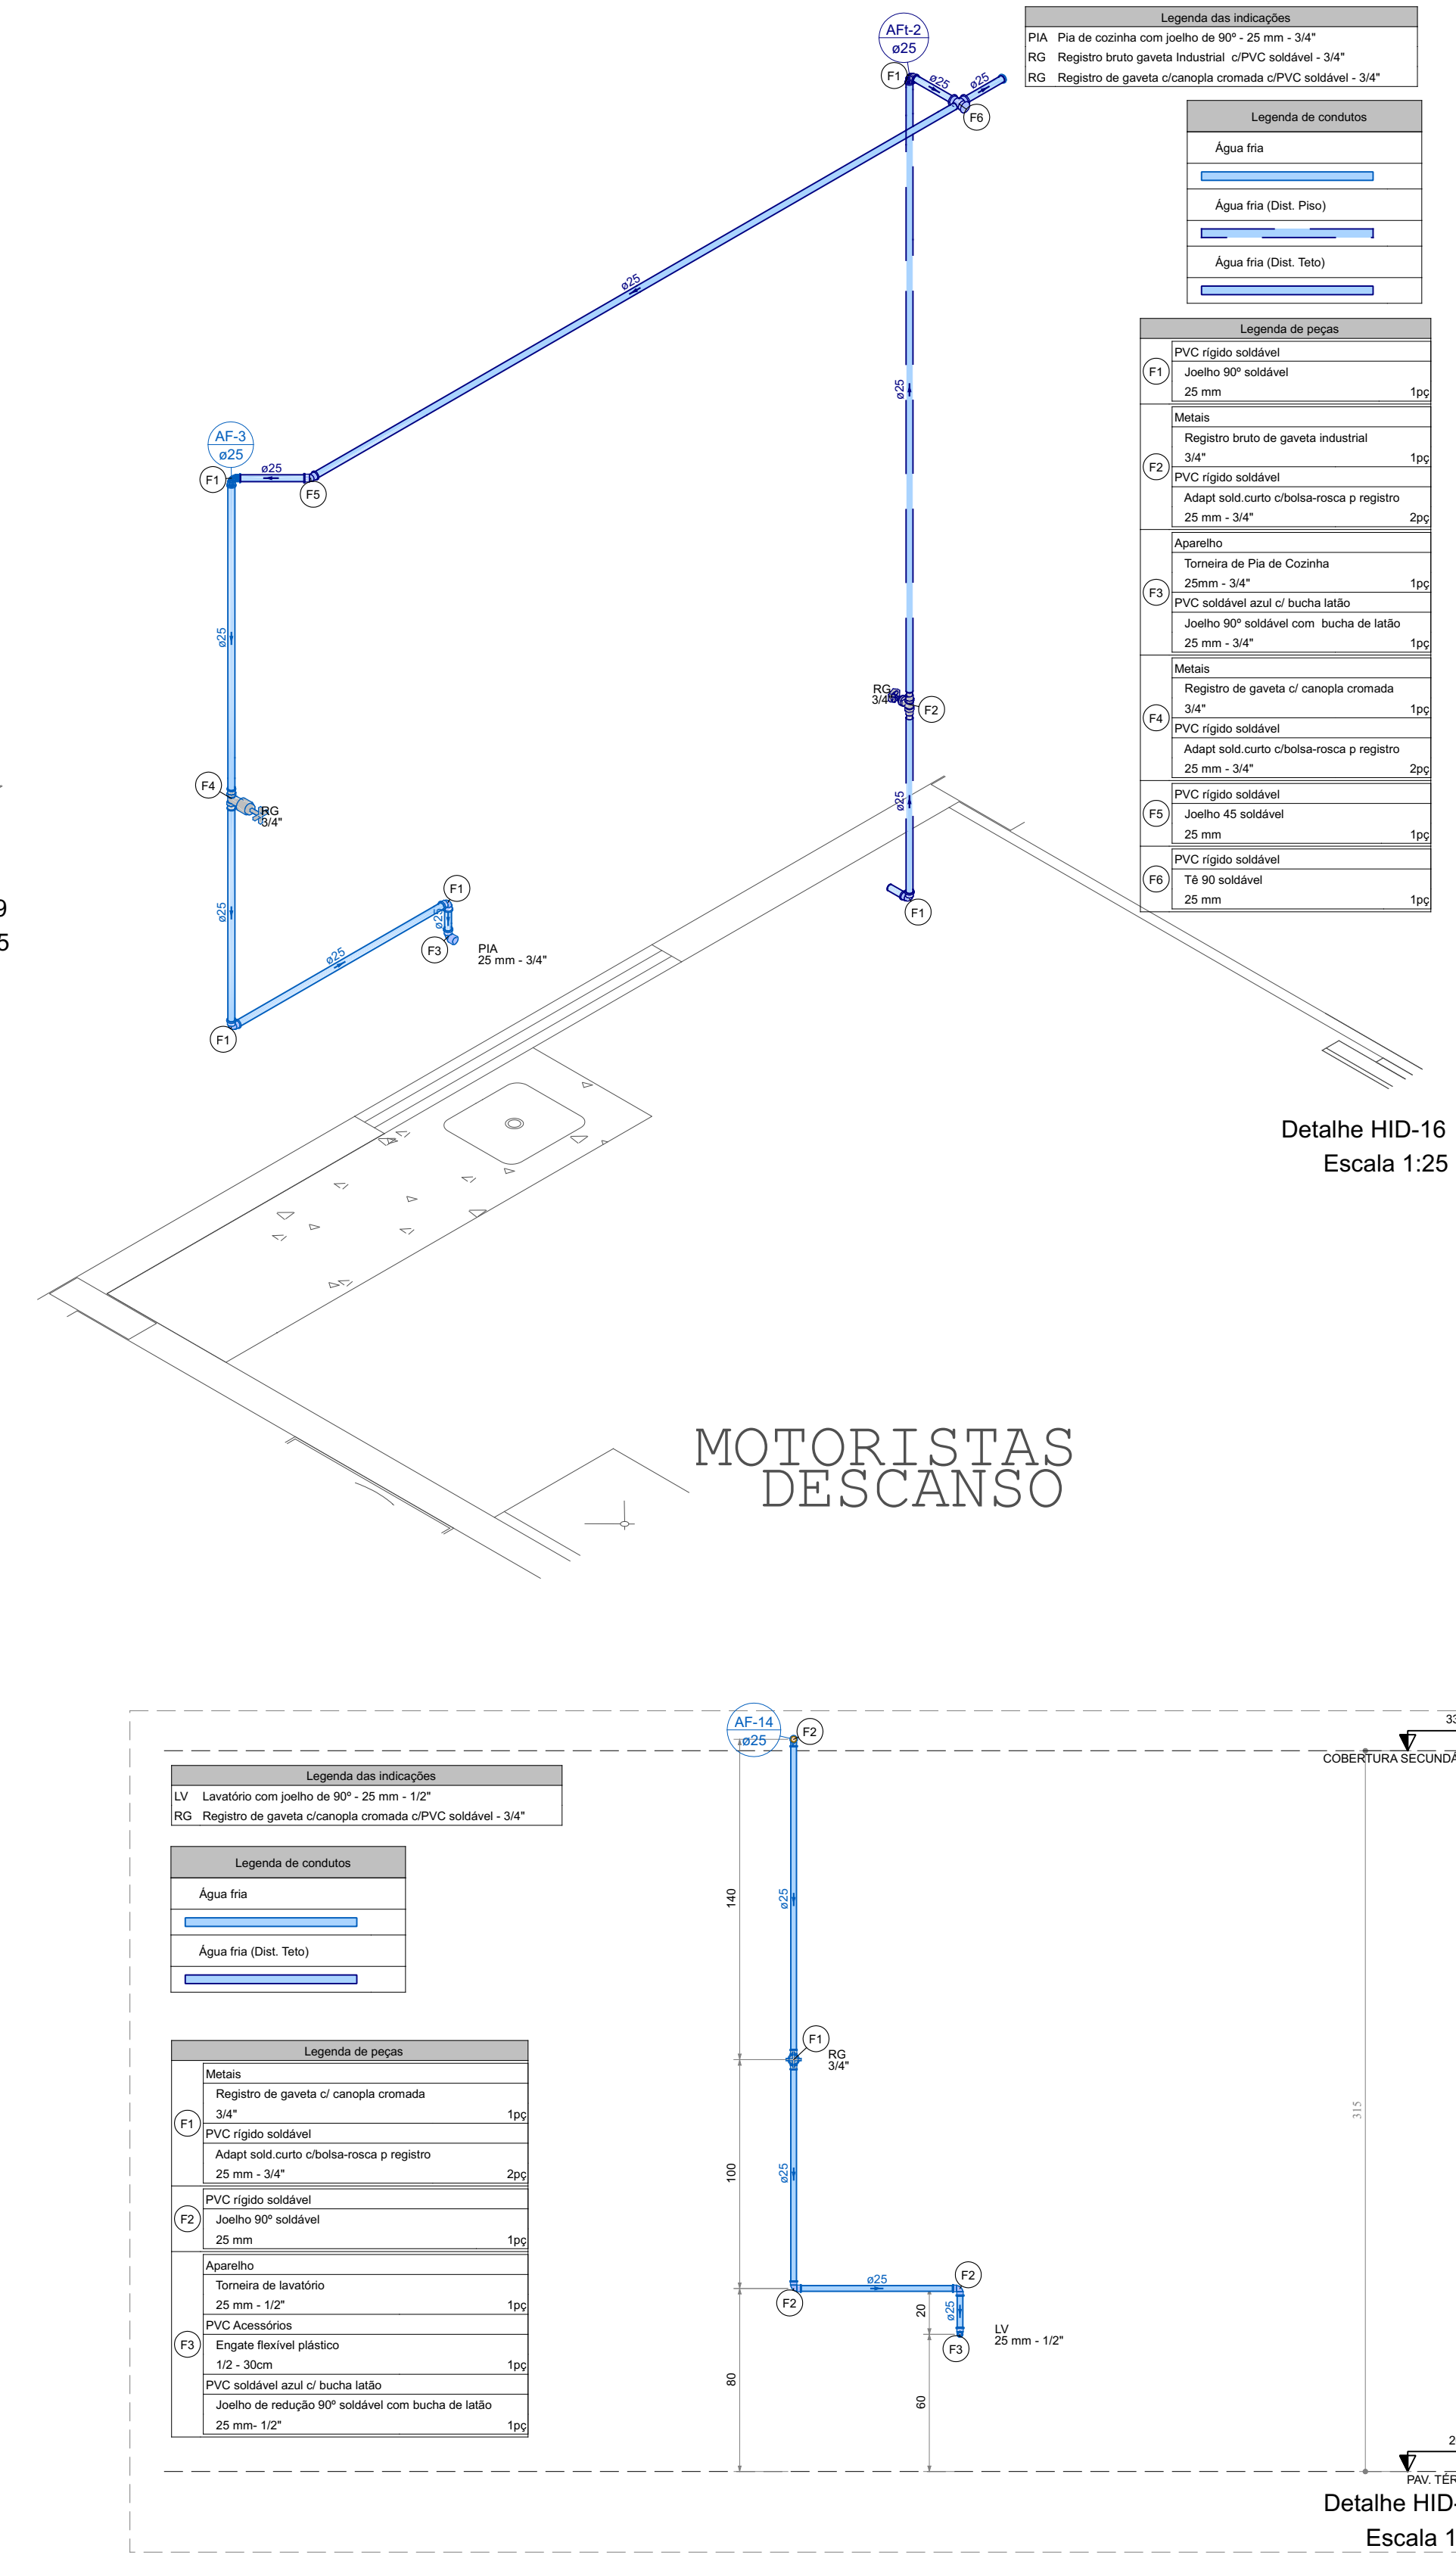 AFt-2
ø25
F1
ø25
ø25
F6
Legenda das indicações
PIA Pia de cozinha com joelho de 90º - 25 mm - 3/4"
RG Registro bruto gaveta Industrial c/PVC soldável - 3/4"
RG Registro de gaveta c/canopla cromada c/PVC soldável - 3/4"
Legenda de condutos
Água fria
Água fria (Dist. Piso)
Água fria (Dist. Teto)
Legenda de peças
F1
PVC rígido soldável
Joelho 90º soldável
25 mm 1pç
F2
Metais
Registro bruto de gaveta industrial
3/4" 1pç
PVC rígido soldável
Adapt sold.curto c/bolsa-rosca p registro
25 mm - 3/4" 2pç
F3
Aparelho
Torneira de Pia de Cozinha
25mm - 3/4" 1pç
PVC soldável azul c/ bucha latão
Joelho 90º soldável com bucha de latão
25 mm - 3/4" 1pç
F4
Metais
Registro de gaveta c/ canopla cromada
3/4" 1pç
PVC rígido soldável
Adapt sold.curto c/bolsa-rosca p registro
25 mm - 3/4" 2pç
F5
PVC rígido soldável
Joelho 45 soldável
25 mm 1pç
F6
PVC rígido soldável
Tê 90 soldável
25 mm 1pç
ø25
ø25
AF-3
ø25
F1
ø25
F5
ø25
RG
3/4"
F2
F4
RG
3/4"
ø25
F1
ø25
F1
ø25
F3
PIA
25 mm - 3/4"
ø25
F1
9
5
Detalhe HID-16
Escala 1:25
MOTORISTAS
DESCANSO
AF-14
ø25
F2
33
COBERTURA SECUNDÁ
Legenda das indicações
LV Lavatório com joelho de 90º - 25 mm - 1/2"
RG Registro de gaveta c/canopla cromada c/PVC soldável - 3/4"
Legenda de condutos
Água fria
Água fria (Dist. Teto)
140
ø25
F1
RG
3/4"
Legenda de peças
F1
Metais
Registro de gaveta c/ canopla cromada
3/4" 1pç
PVC rígido soldável
Adapt sold.curto c/bolsa-rosca p registro
25 mm - 3/4" 2pç
F2
PVC rígido soldável
Joelho 90º soldável
25 mm 1pç
F3
Aparelho
Torneira de lavatório
25 mm - 1/2" 1pç
PVC Acessórios
Engate flexível plástico
1/2 - 30cm 1pç
PVC soldável azul c/ bucha latão
Joelho de redução 90º soldável com bucha de latão
25 mm- 1/2" 1pç
315
100
ø25
ø25
F2
F2
20
ø25
F3
LV
25 mm - 1/2"
80
60
2
PAV. TÉR
Detalhe HID-
Escala 1